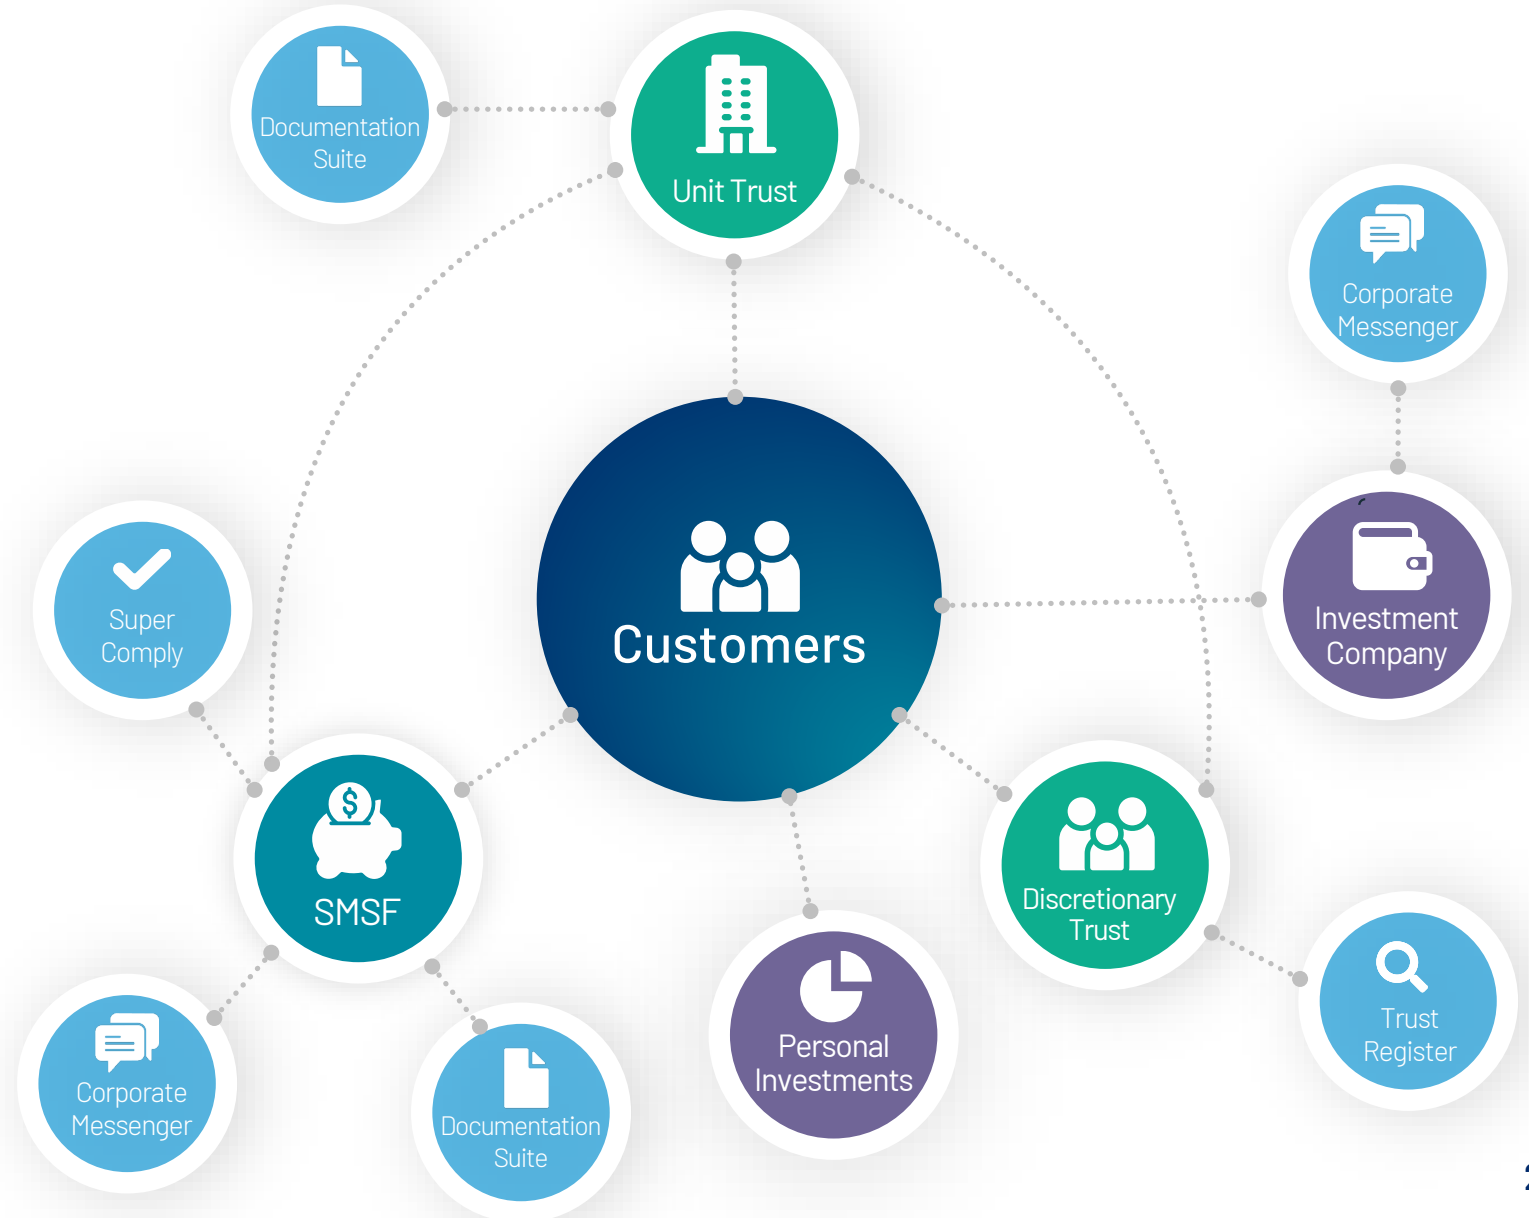 Documentation
Suite
Unit Trust
Corporate
Messenger
Customers
Investment
Company
Super
Comply
$
SMSF
Discretionary
Trust
Trust
Register
Personal
Investments
Corporate
Messenger
Documentation
Suite